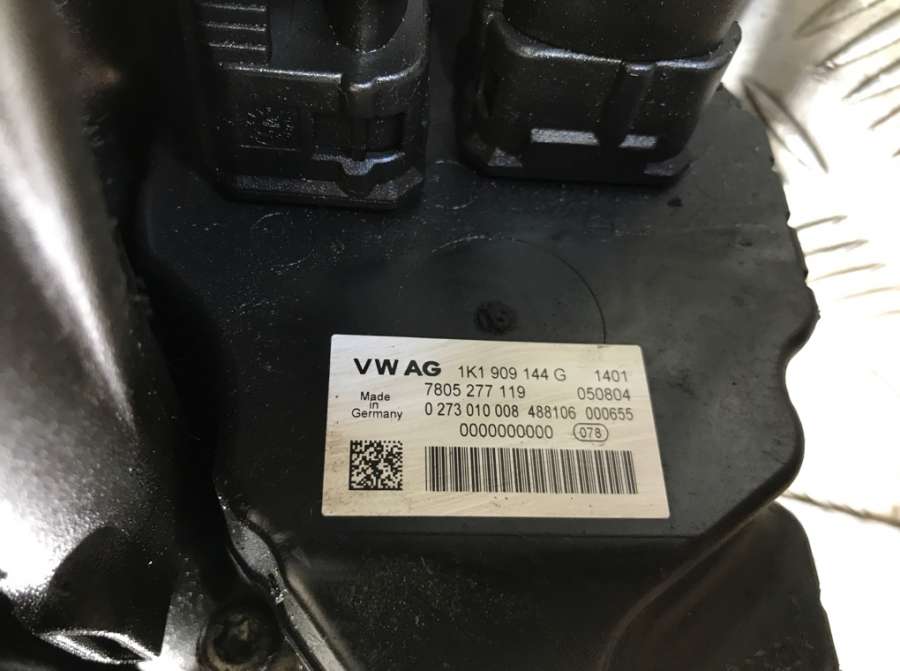 VW AG 1K1 909 144 G 1401
7805 277 119 050804
Made in Germany
0 273 010 008 488106 000655
0000000000 078